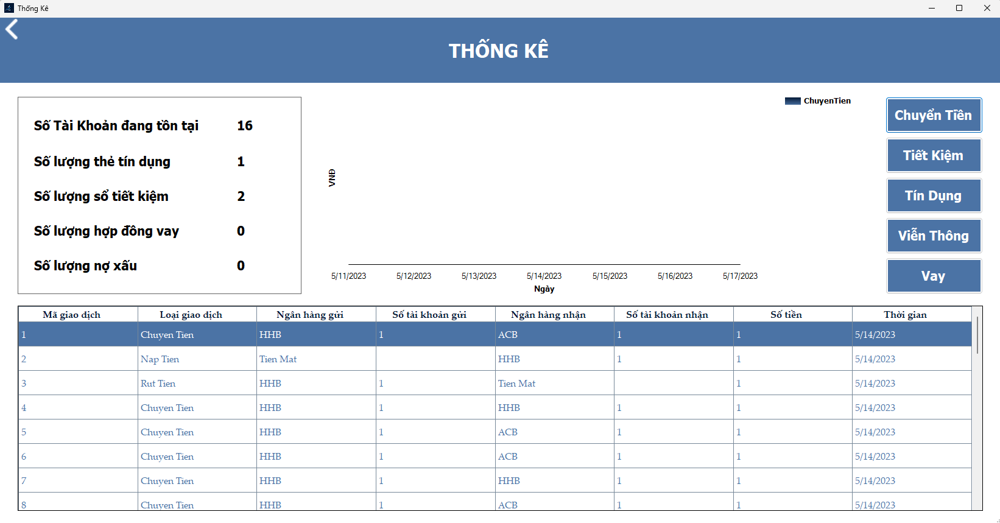 Thống Kê
THỐNG KÊ
Số Tài Khoản đang tồn tại 16
Số lượng thẻ tín dụng 1
Số lượng sổ tiết kiệm 2
Số lượng hợp đồng vay 0
Số lượng nợ xấu 0
ChuyenTien
VNĐ
5/11/2023 5/12/2023 5/13/2023 5/14/2023 5/15/2023 5/16/2023 5/17/2023
Ngày
Chuyển Tiền
Tiết Kiệm
Tín Dụng
Viễn Thông
Vay
Mã giao dịch Loại giao dịch Ngân hàng gửi Số tài khoản gửi Ngân hàng nhận Số tài khoản nhận Số tiền Thời gian
1 Chuyen Tien HHB 1 ACB 1 1 5/14/2023
2 Nap Tien Tien Mat HHB 1 1 5/14/2023
3 Rut Tien HHB 1 Tien Mat 1 5/14/2023
4 Chuyen Tien HHB 1 HHB 1 1 5/14/2023
5 Chuyen Tien HHB 1 ACB 1 1 5/14/2023
6 Chuyen Tien HHB 1 ACB 1 1 5/14/2023
7 Chuyen Tien HHB 1 HHB 1 1 5/14/2023
8 Chuyen Tien HHB 1 ACB 1 1 5/14/2023